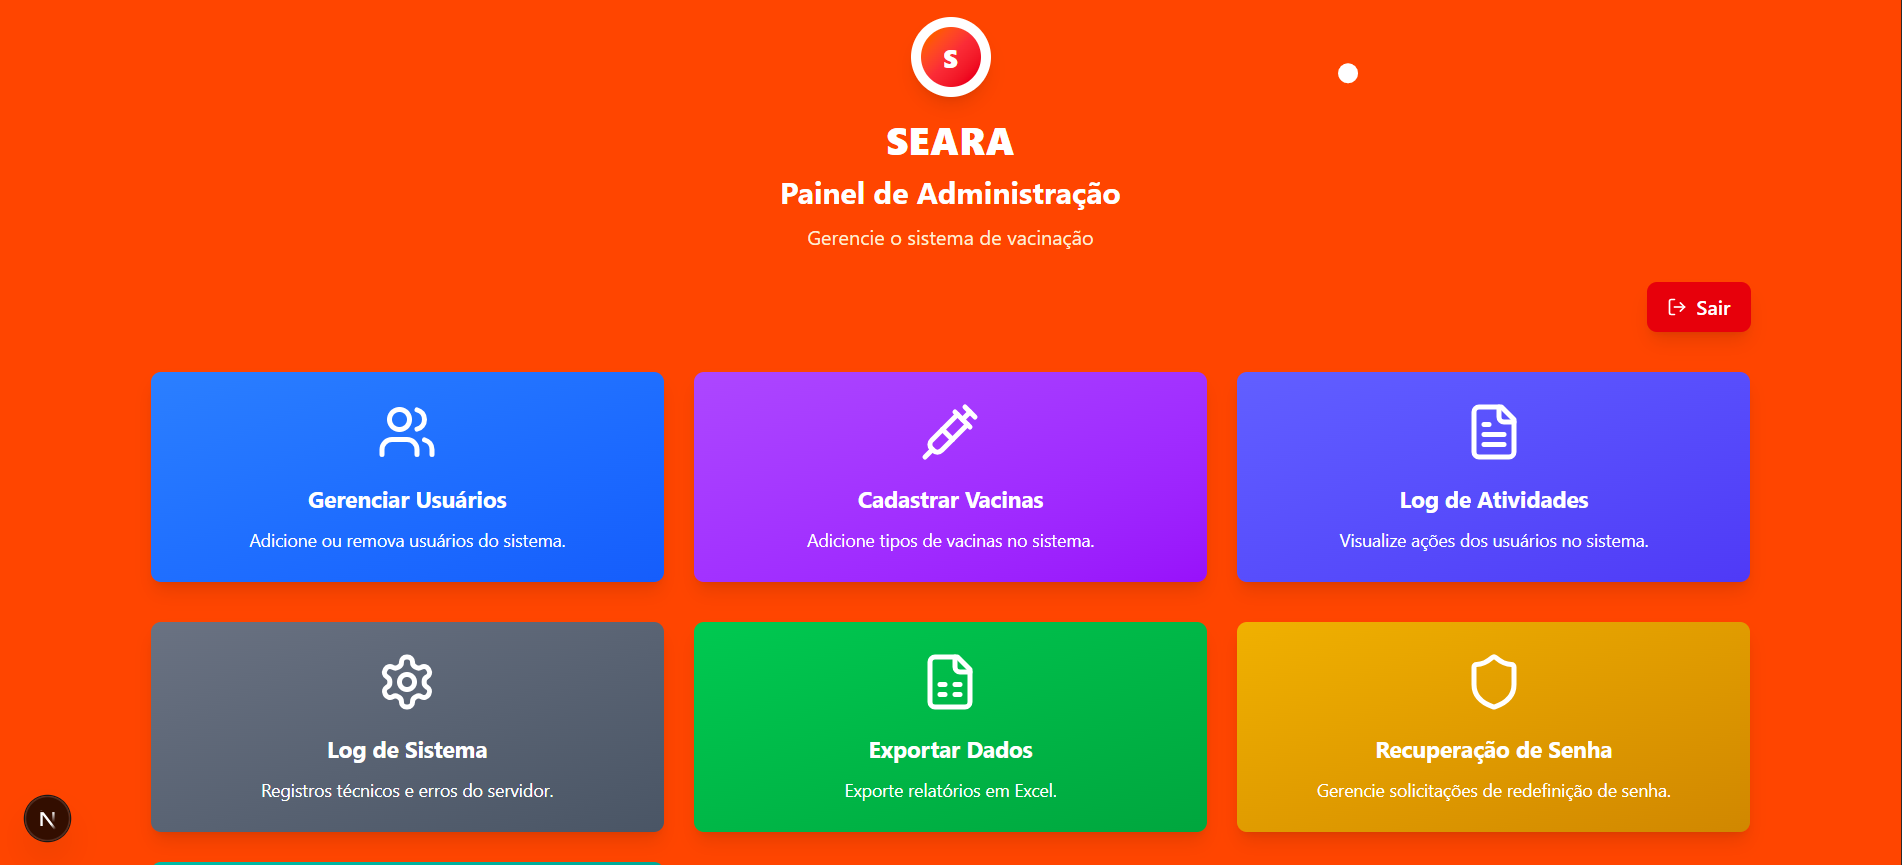 S
SEARA
Painel de Administração
Gerencie o sistema de vacinação
Sair
Gerenciar Usuários
Adicione ou remova usuários do sistema.
Cadastrar Vacinas
Adicione tipos de vacinas no sistema.
Log de Atividades
Visualize ações dos usuários no sistema.
Log de Sistema
Registros técnicos e erros do servidor.
Exportar Dados
Exporte relatórios em Excel.
Recuperação de Senha
Gerencie solicitações de redefinição de senha.
N